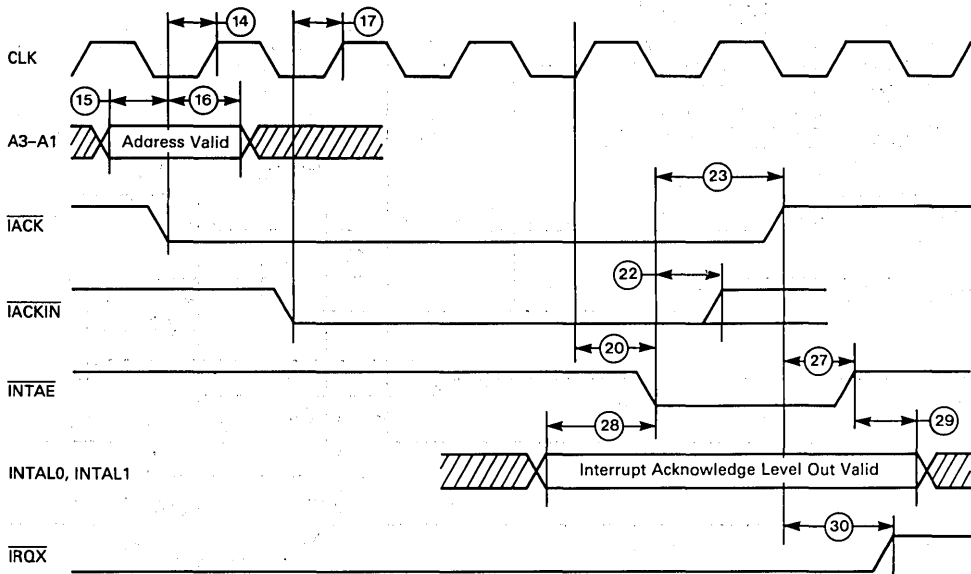 14
17
CLK
15
16
A3–A1
Address Valid
23
IACK
22
IACKIN
20
27
INTAE
28
29
INTAL0, INTAL1
Interrupt Acknowledge Level Out Valid
30
IRQX